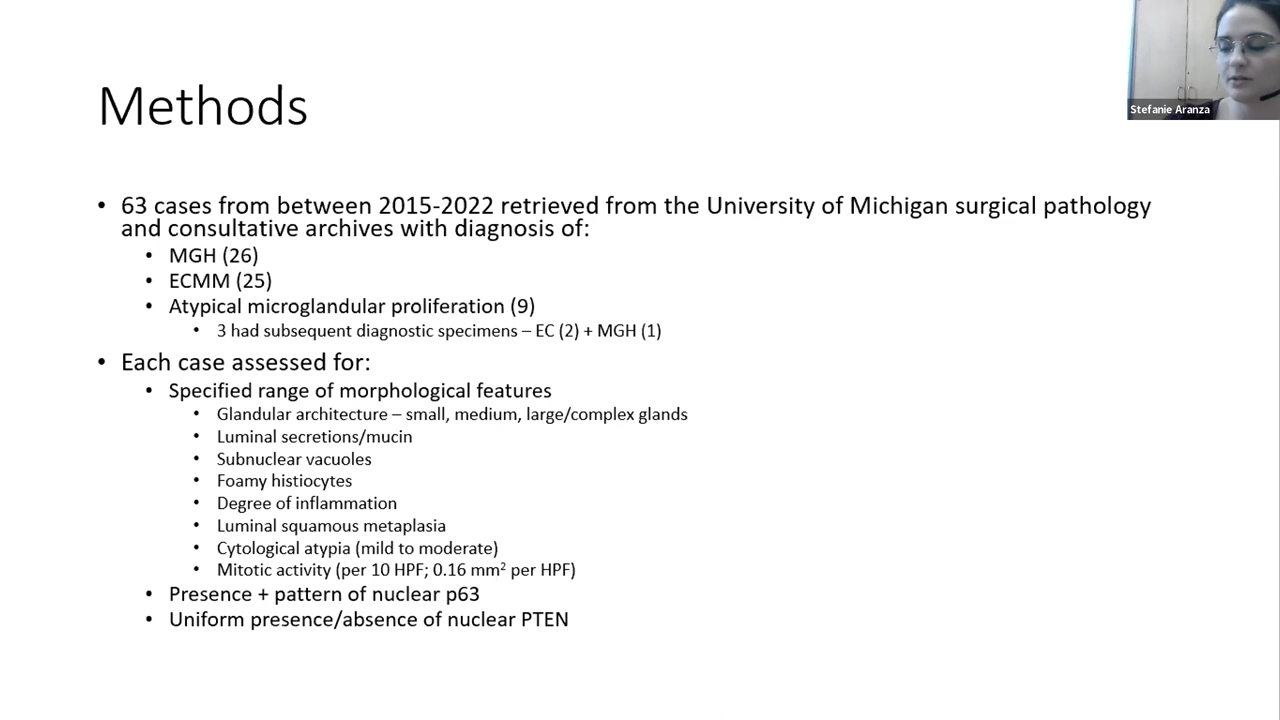 Stefanie Aranza
Methods
• 63 cases from between 2015-2022 retrieved from the University of Michigan surgical pathology
and consultative archives with diagnosis of:
• MGH (26)
• ECMM (25)
• Atypical microglandular proliferation (9)
• 3 had subsequent diagnostic specimens – EC (2) + MGH (1)
• Each case assessed for:
• Specified range of morphological features
• Glandular architecture – small, medium, large/complex glands
• Luminal secretions/mucin
• Subnuclear vacuoles
• Foamy histiocytes
• Degree of inflammation
• Luminal squamous metaplasia
• Cytological atypia (mild to moderate)
• Mitotic activity (per 10 HPF; 0.16 mm² per HPF)
• Presence + pattern of nuclear p63
• Uniform presence/absence of nuclear PTEN